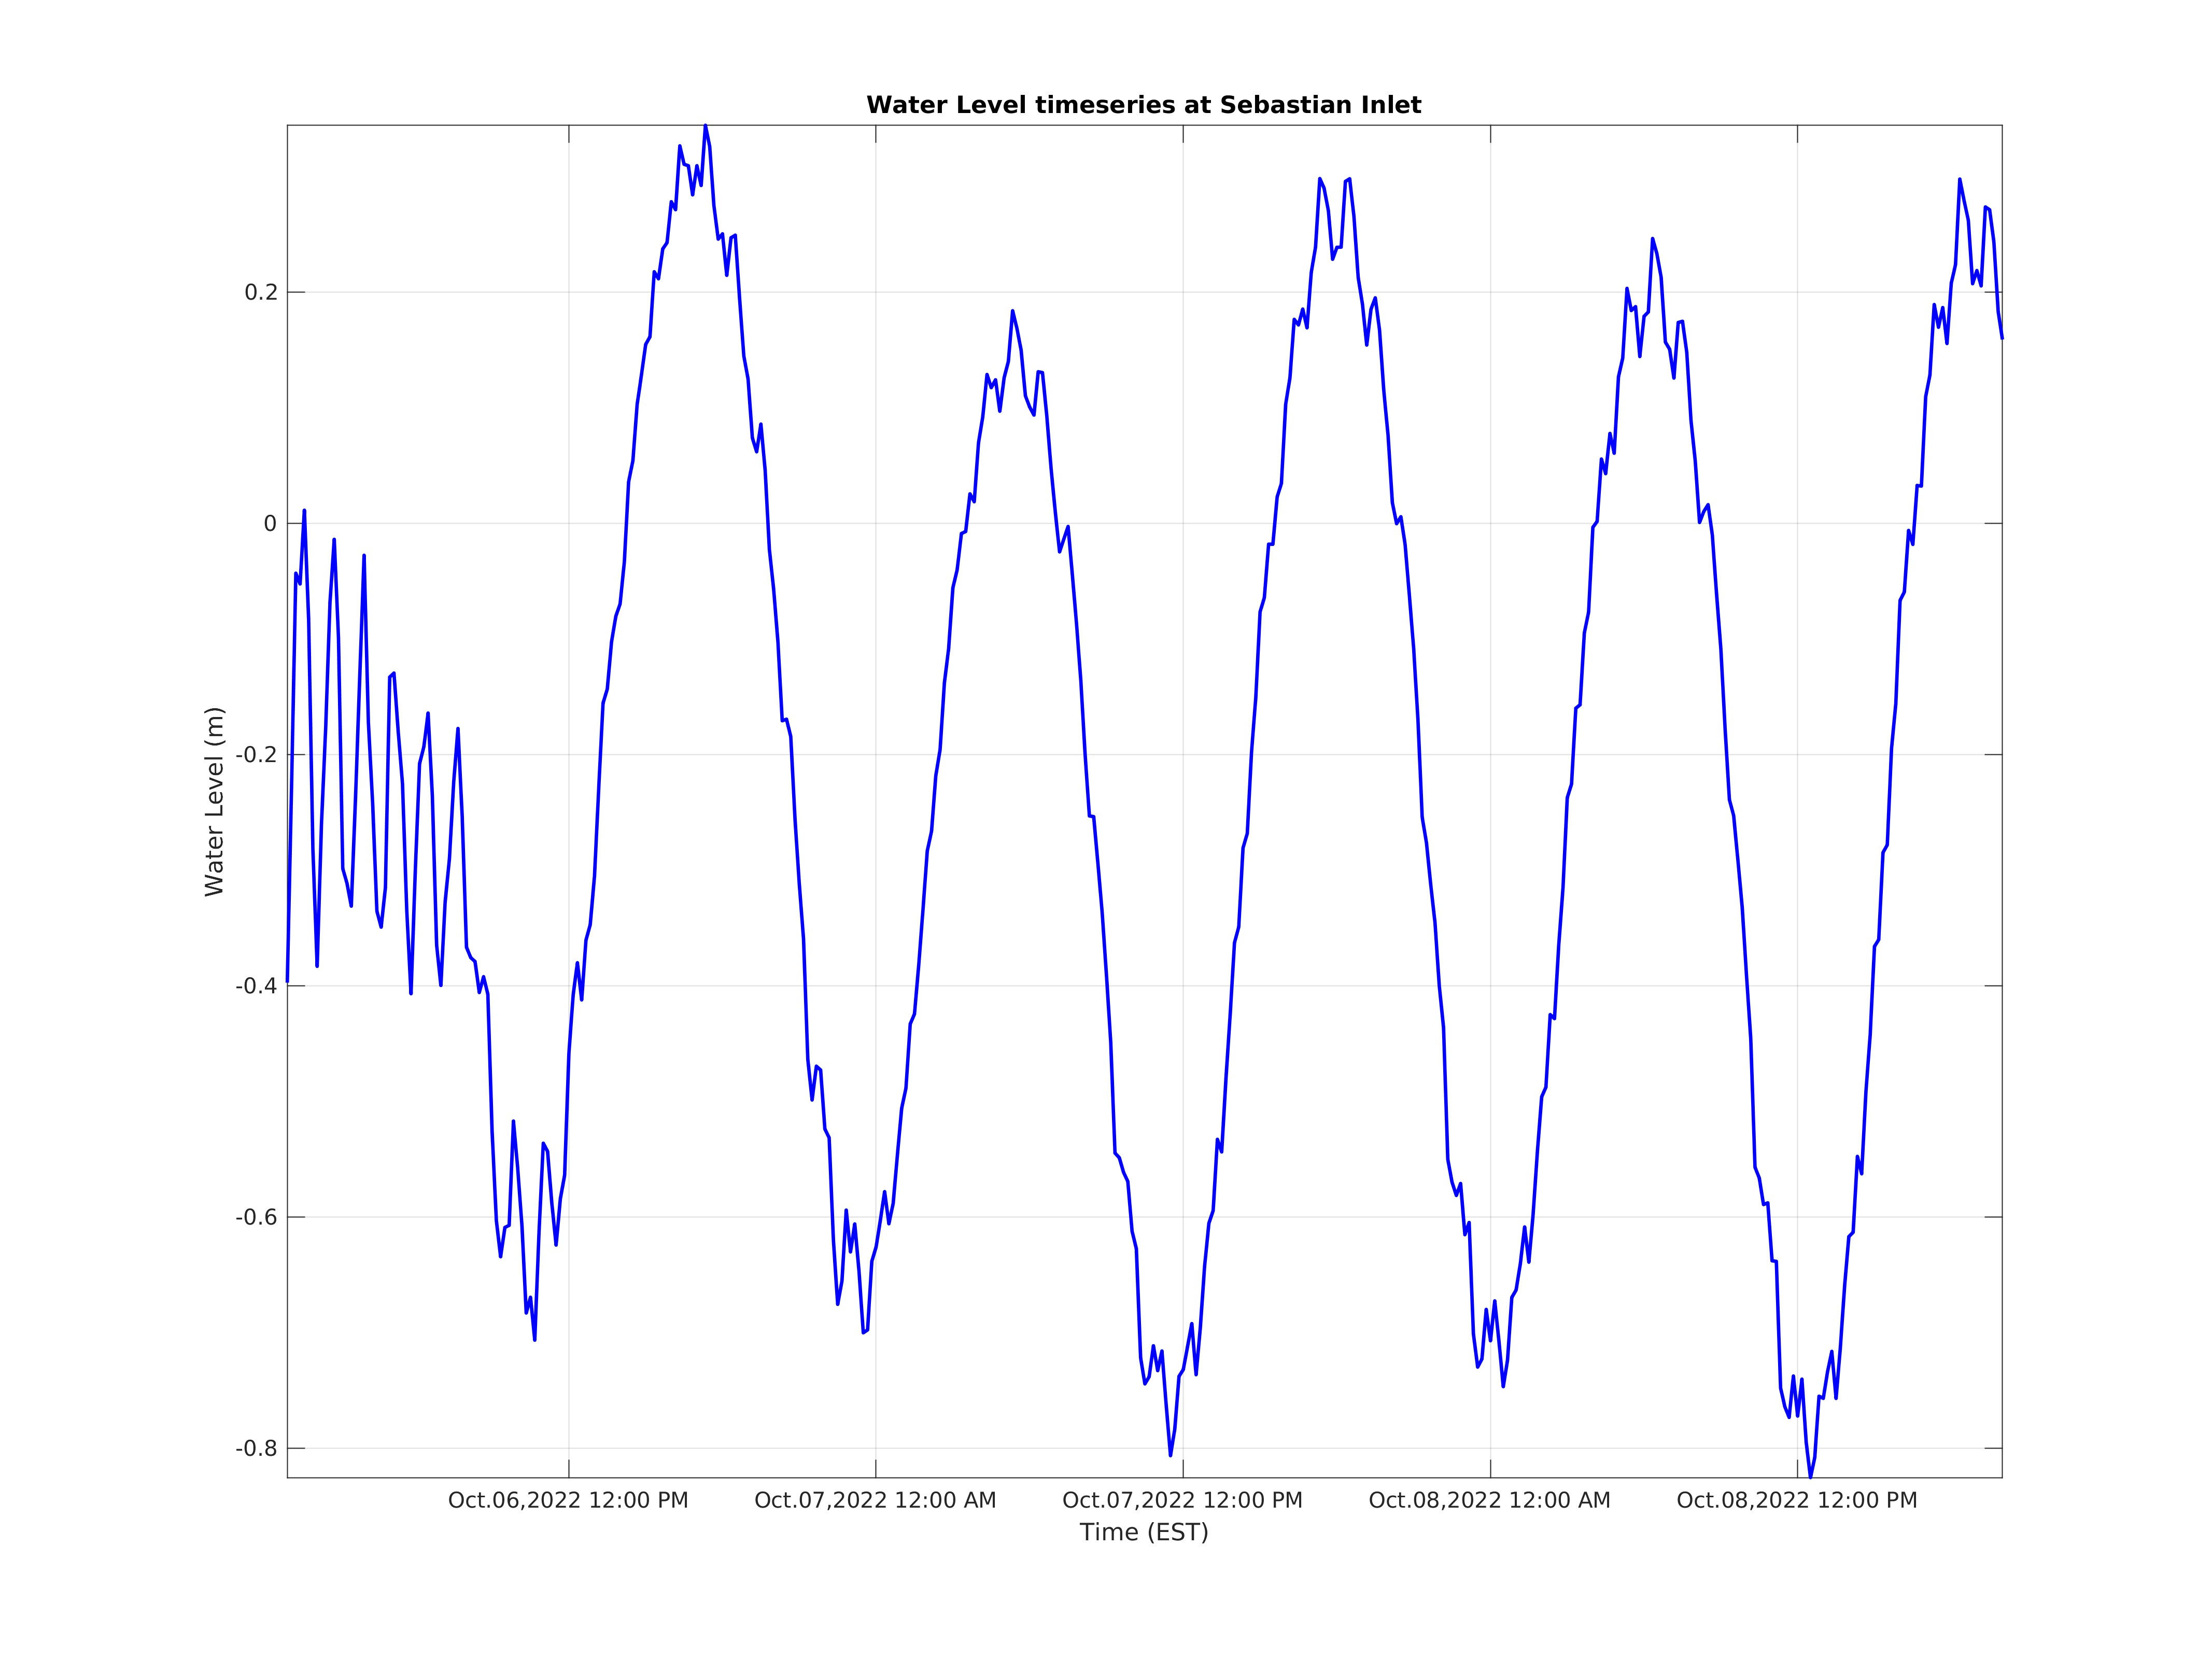 Water Level timeseries at Sebastian Inlet
0.2
0
-0.2
-0.4
-0.6
-0.8
Water Level (m)
Oct.06,2022 12:00 PM
Oct.07,2022 12:00 AM
Oct.07,2022 12:00 PM
Oct.08,2022 12:00 AM
Oct.08,2022 12:00 PM
Time (EST)